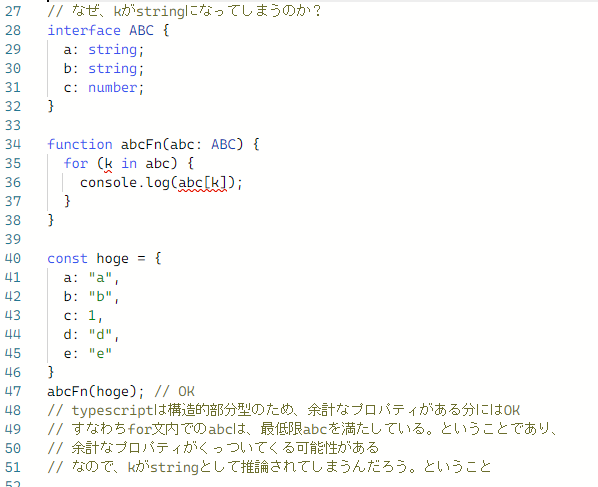 27 // なぜ、kがstringになってしまうのか？
28 interface ABC {
29   a: string;
30   b: string;
31   c: number;
32 }
33
34 function abcFn(abc: ABC) {
35   for (k in abc) {
36     console.log(abc[k]);
37   }
38 }
39
40 const hoge = {
41   a: "a",
42   b: "b",
43   c: 1,
44   d: "d",
45   e: "e"
46 }
47 abcFn(hoge); // OK
48 // typescriptは構造的部分型のため、余計なプロパティがある分にはOK
49 // すなわちfor文内でのabcは、最低限abcを満たしている。ということであり、
50 // 余計なプロパティがくっついてくる可能性がある
51 // なので、kがstringとして推論されてしまうんだろう。ということ
52